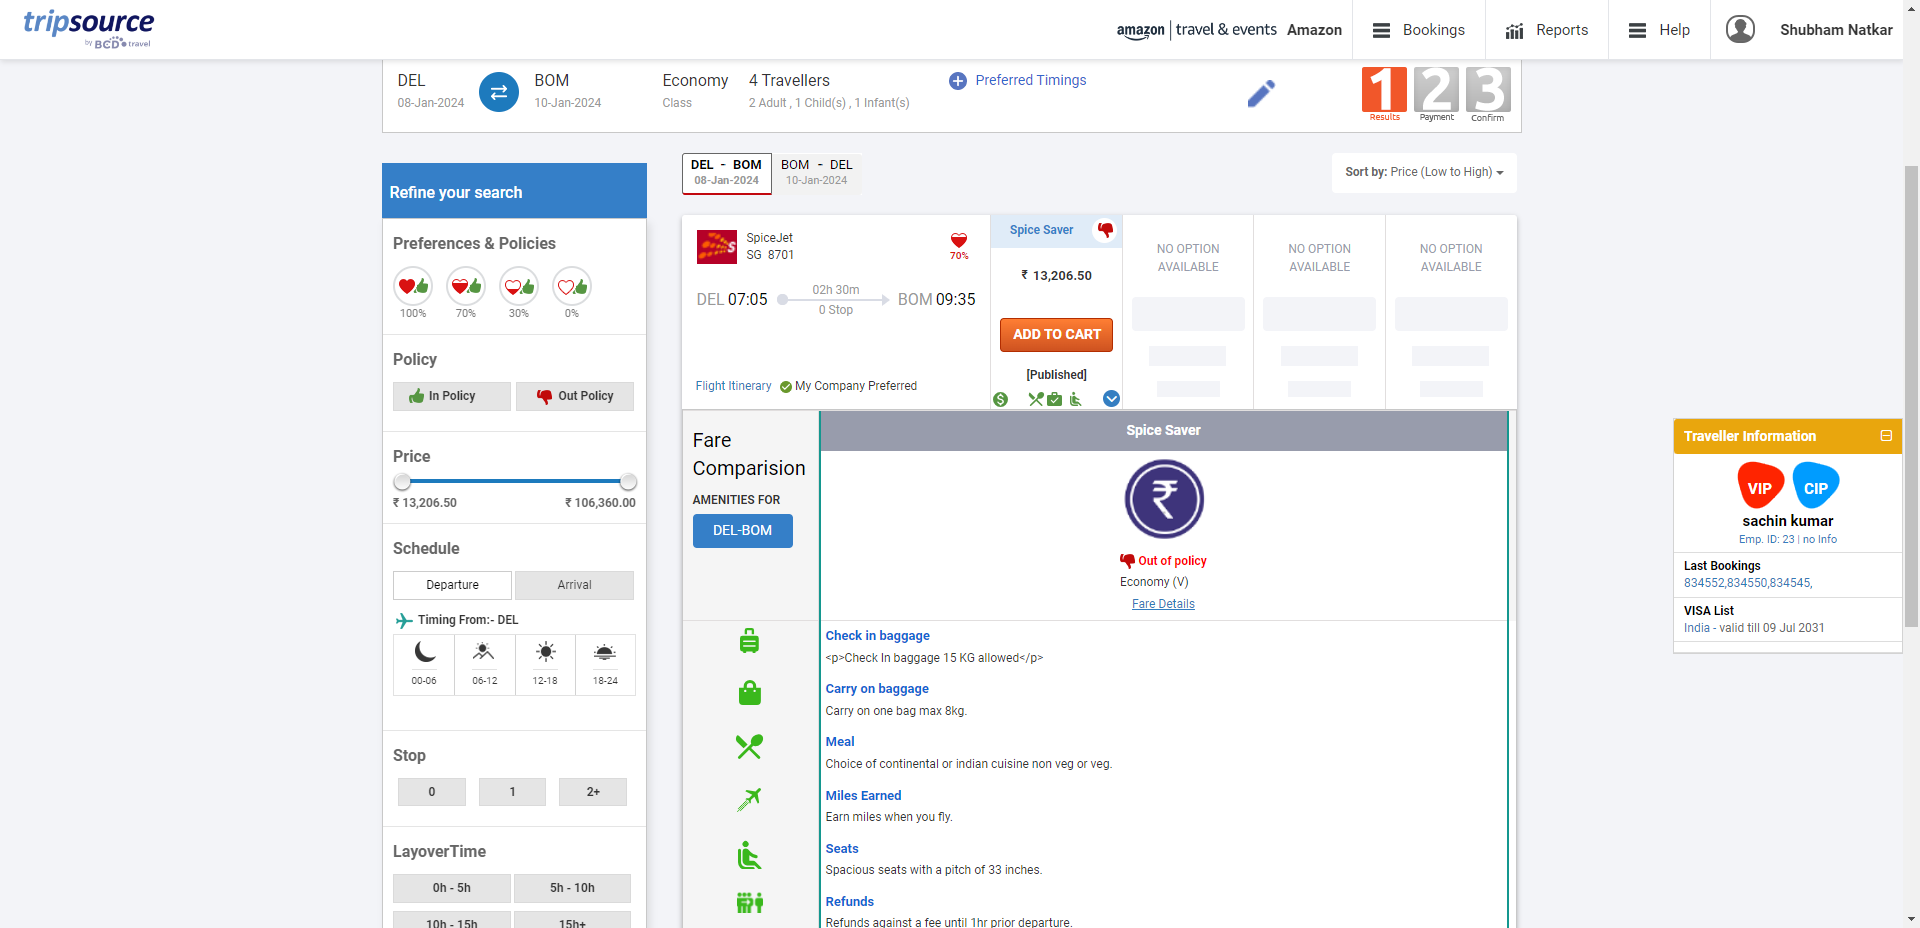 tripsource
by BCD travel
amazon | travel & events Amazon
Bookings
Reports
Help
Shubham Natkar
DEL
08-Jan-2024
BOM
10-Jan-2024
Economy
Class
4 Travellers
2 Adult , 1 Child(s) , 1 Infant(s)
Preferred Timings
1 2 3
Results Payment Confirm
DEL - BOM
08-Jan-2024
BOM - DEL
10-Jan-2024
Sort by: Price (Low to High)
Refine your search
Preferences & Policies
100% 70% 30% 0%
Policy
In Policy
Out Policy
Price
₹ 13,206.50
₹ 106,360.00
Schedule
Departure
Arrival
Timing From:- DEL
00-06 06-12 12-18 18-24
Stop
0 1 2+
LayoverTime
0h - 5h
5h - 10h
10h - 15h
15h+
SpiceJet
SG 8701
70%
DEL 07:05
02h 30m
0 Stop
BOM 09:35
Flight Itinerary
My Company Preferred
Spice Saver
₹ 13,206.50
ADD TO CART
[Published]
NO OPTION
AVAILABLE
NO OPTION
AVAILABLE
NO OPTION
AVAILABLE
Fare
Comparision
AMENITIES FOR
DEL-BOM
Spice Saver
₹
Out of policy
Economy (V)
Fare Details
Check in baggage
<p>Check In baggage 15 KG allowed</p>
Carry on baggage
Carry on one bag max 8kg.
Meal
Choice of continental or indian cuisine non veg or veg.
Miles Earned
Earn miles when you fly.
Seats
Spacious seats with a pitch of 33 inches.
Refunds
Refunds against a fee until 1hr prior departure.
Traveller Information
VIP CIP
sachin kumar
Emp. ID: 23 | no Info
Last Bookings
834552,834550,834545,
VISA List
India - valid till 09 Jul 2031